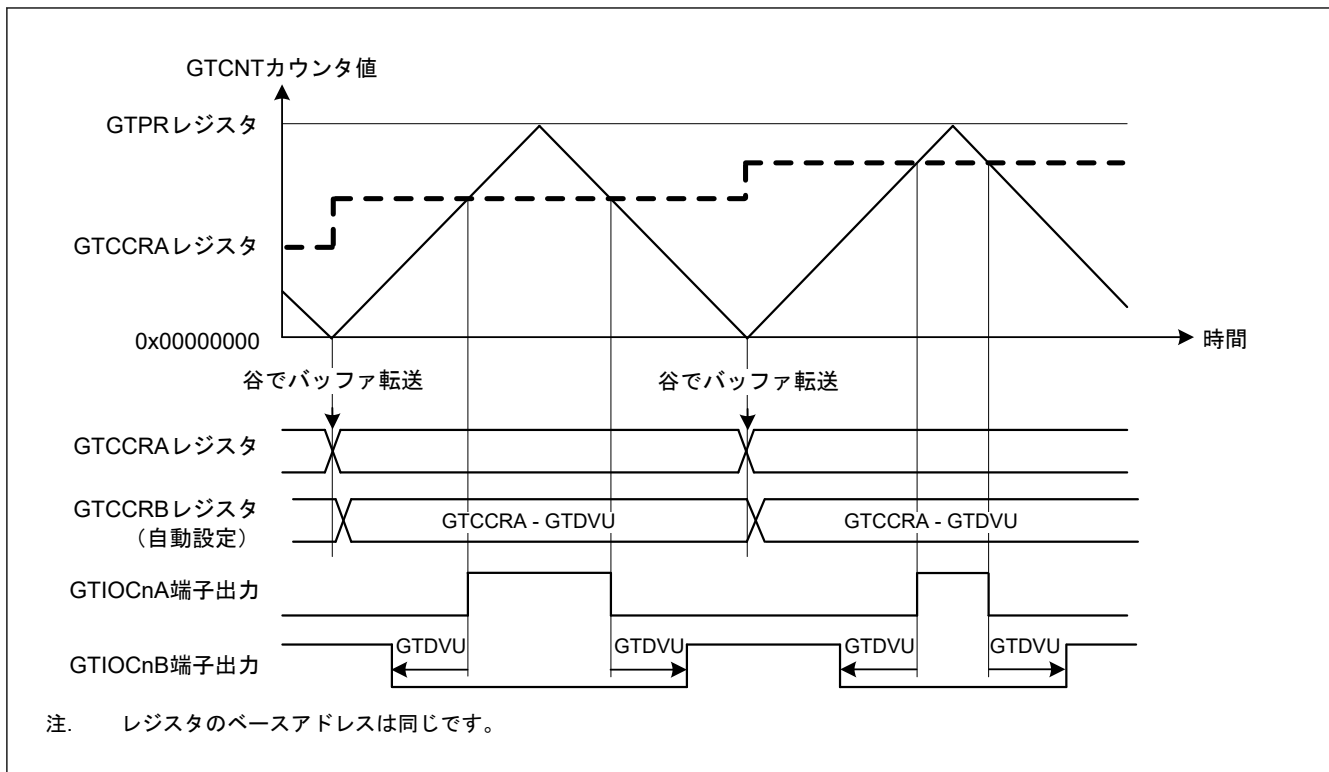 GTCNTカウンタ値
GTPRレジスタ
GTCCRAレジスタ
0x00000000
時間
谷でバッファ転送 谷でバッファ転送
GTCCRAレジスタ
GTCCRBレジスタ
（自動設定）
GTCCRA - GTDVU GTCCRA - GTDVU
GTIOCnA端子出力
GTIOCnB端子出力
GTDVU GTDVU GTDVU GTDVU
注. レジスタのベースアドレスは同じです。